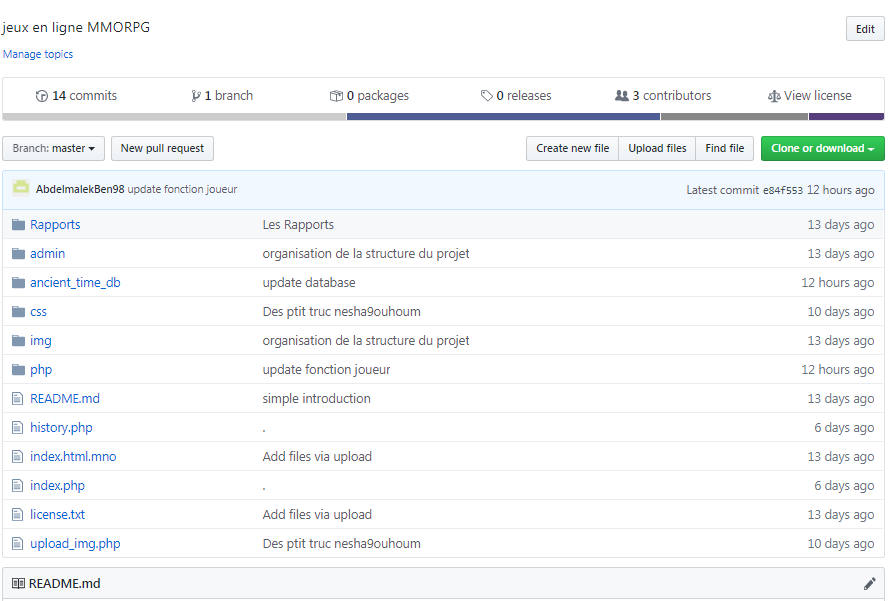 jeux en ligne MMORPG Edit
Manage topics
14 commits 1 branch 0 packages 0 releases 3 contributors View license
Branch: master New pull request Create new file Upload files Find file Clone or download
AbdelmalekBen98 update fonction joueur Latest commit e84f553 12 hours ago
Rapports Les Rapports 13 days ago
admin organisation de la structure du projet 13 days ago
ancient_time_db update database 12 hours ago
css Des ptit truc nesha9ouhoum 10 days ago
img organisation de la structure du projet 13 days ago
php update fonction joueur 12 hours ago
README.md simple introduction 13 days ago
history.php . 6 days ago
index.html.mno Add files via upload 13 days ago
index.php . 6 days ago
license.txt Add files via upload 13 days ago
upload_img.php Des ptit truc nesha9ouhoum 10 days ago
README.md